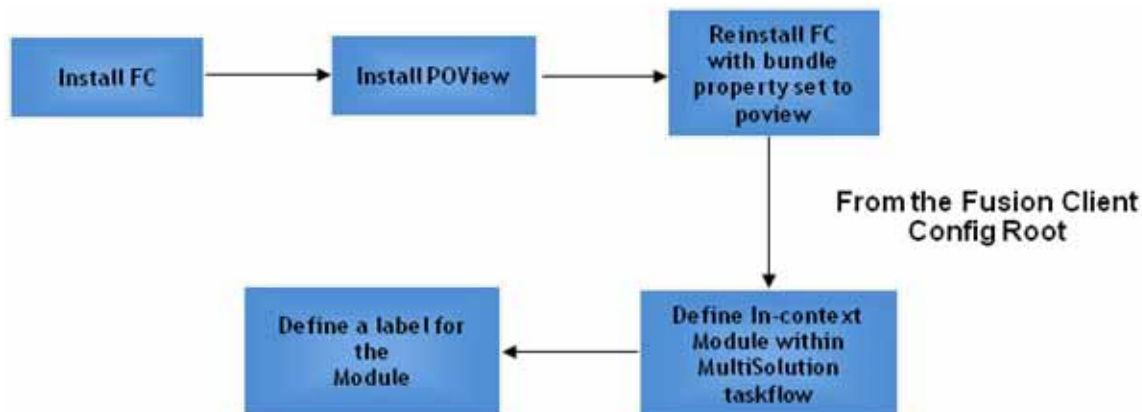 Install FC
Install POView
Reinstall FC
with bundle
property set to
poview
From the Fusion Client
Config Root
Define In-context
Module within
MultiSolution
taskflow
Define a label for
the
Module